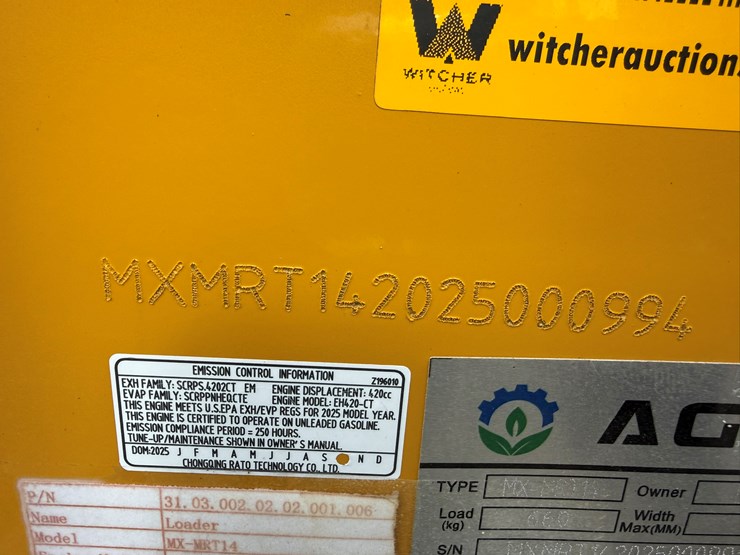 WITCHER
witcherauction
MXMRT142025000994
EMISSION CONTROL INFORMATION
Z196010
EXH FAMILY: SCRPS.4202CT EM ENGINE DISPLACEMENT: 420cc
EVAP FAMILY: SCRPPNHEQCTE ENGINE MODEL: EH420-CT
THIS ENGINE MEETS U.S.EPA EXH/EVP REGS FOR 2025 MODEL YEAR.
THIS ENGINE IS CERTIFIED TO OPERATE ON UNLEADED GASOLINE.
EMISSION COMPLIANCE PERIOD = 250 HOURS.
TUNE-UP/MAINTENANCE SHOWN IN OWNER'S MANUAL.
DOM:2025 J F M A M J J A S N D
CHONGQING RATO TECHNOLOGY CO., LTD.
P/N 31.03.002.02.02.001.006
Name Loader
Model MX-MRT14
AG
TYPE MX-MRT14 Owner
Load (kg) 660 Width Max(MM)
S/N